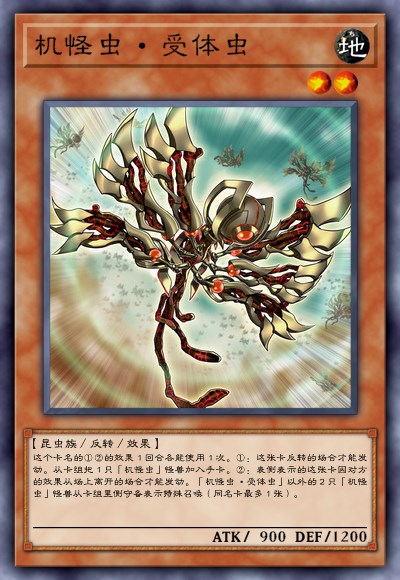 机怪虫・受体虫
地
【昆虫族/反转/效果】
这个卡名的①②的效果1回合各能使用1次。①:这张卡反转的场合才能发
动。从卡组把1只「机怪虫」怪兽加入手卡。②:表侧表示的这张卡因对方
的效果从场上离开的场合才能发动。「机怪虫・受体虫」以外的2只「机怪
虫」怪兽从卡组里侧守备表示特殊召唤(同名卡最多1张)。
ATK/ 900 DEF/1200